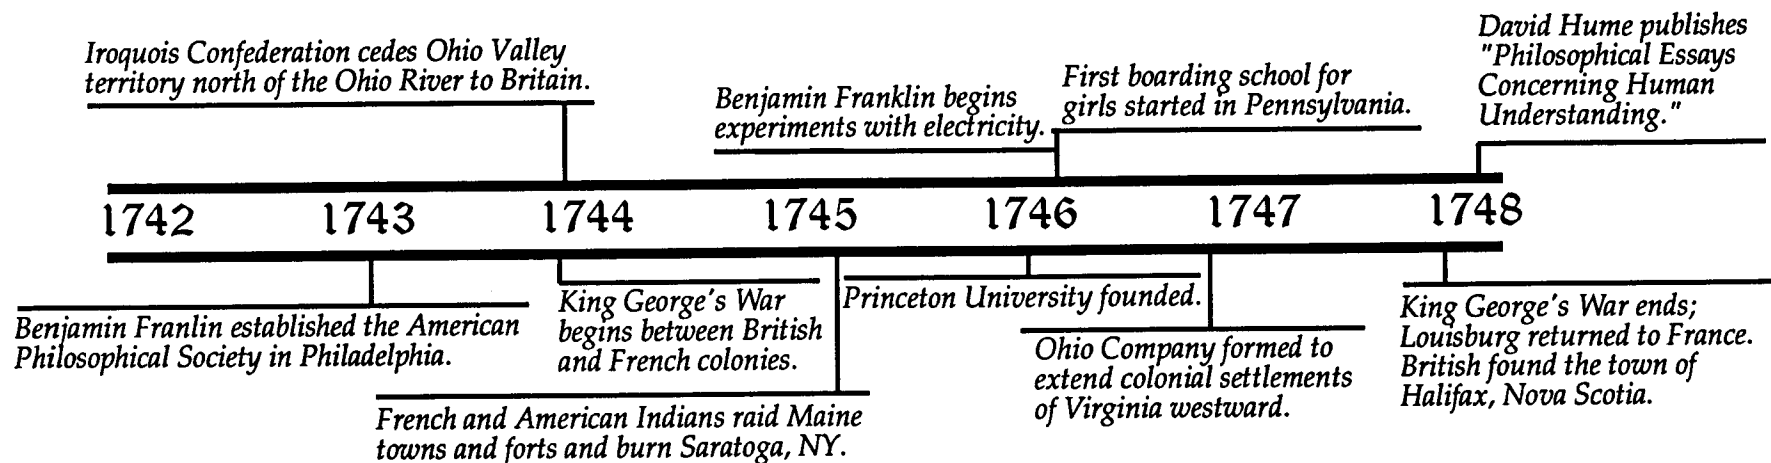 Iroquois Confederation cedes Ohio Valley
territory north of the Ohio River to Britain.
Benjamin Franklin begins
experiments with electricity.
First boarding school for
girls started in Pennsylvania.
David Hume publishes
"Philosophical Essays
Concerning Human
Understanding."
1742 1743 1744 1745 1746 1747 1748
Benjamin Franlin established the American
Philosophical Society in Philadelphia.
King George's War
begins between British
and French colonies.
French and American Indians raid Maine
towns and forts and burn Saratoga, NY.
Princeton University founded.
Ohio Company formed to
extend colonial settlements
of Virginia westward.
King George's War ends;
Louisburg returned to France.
British found the town of
Halifax, Nova Scotia.